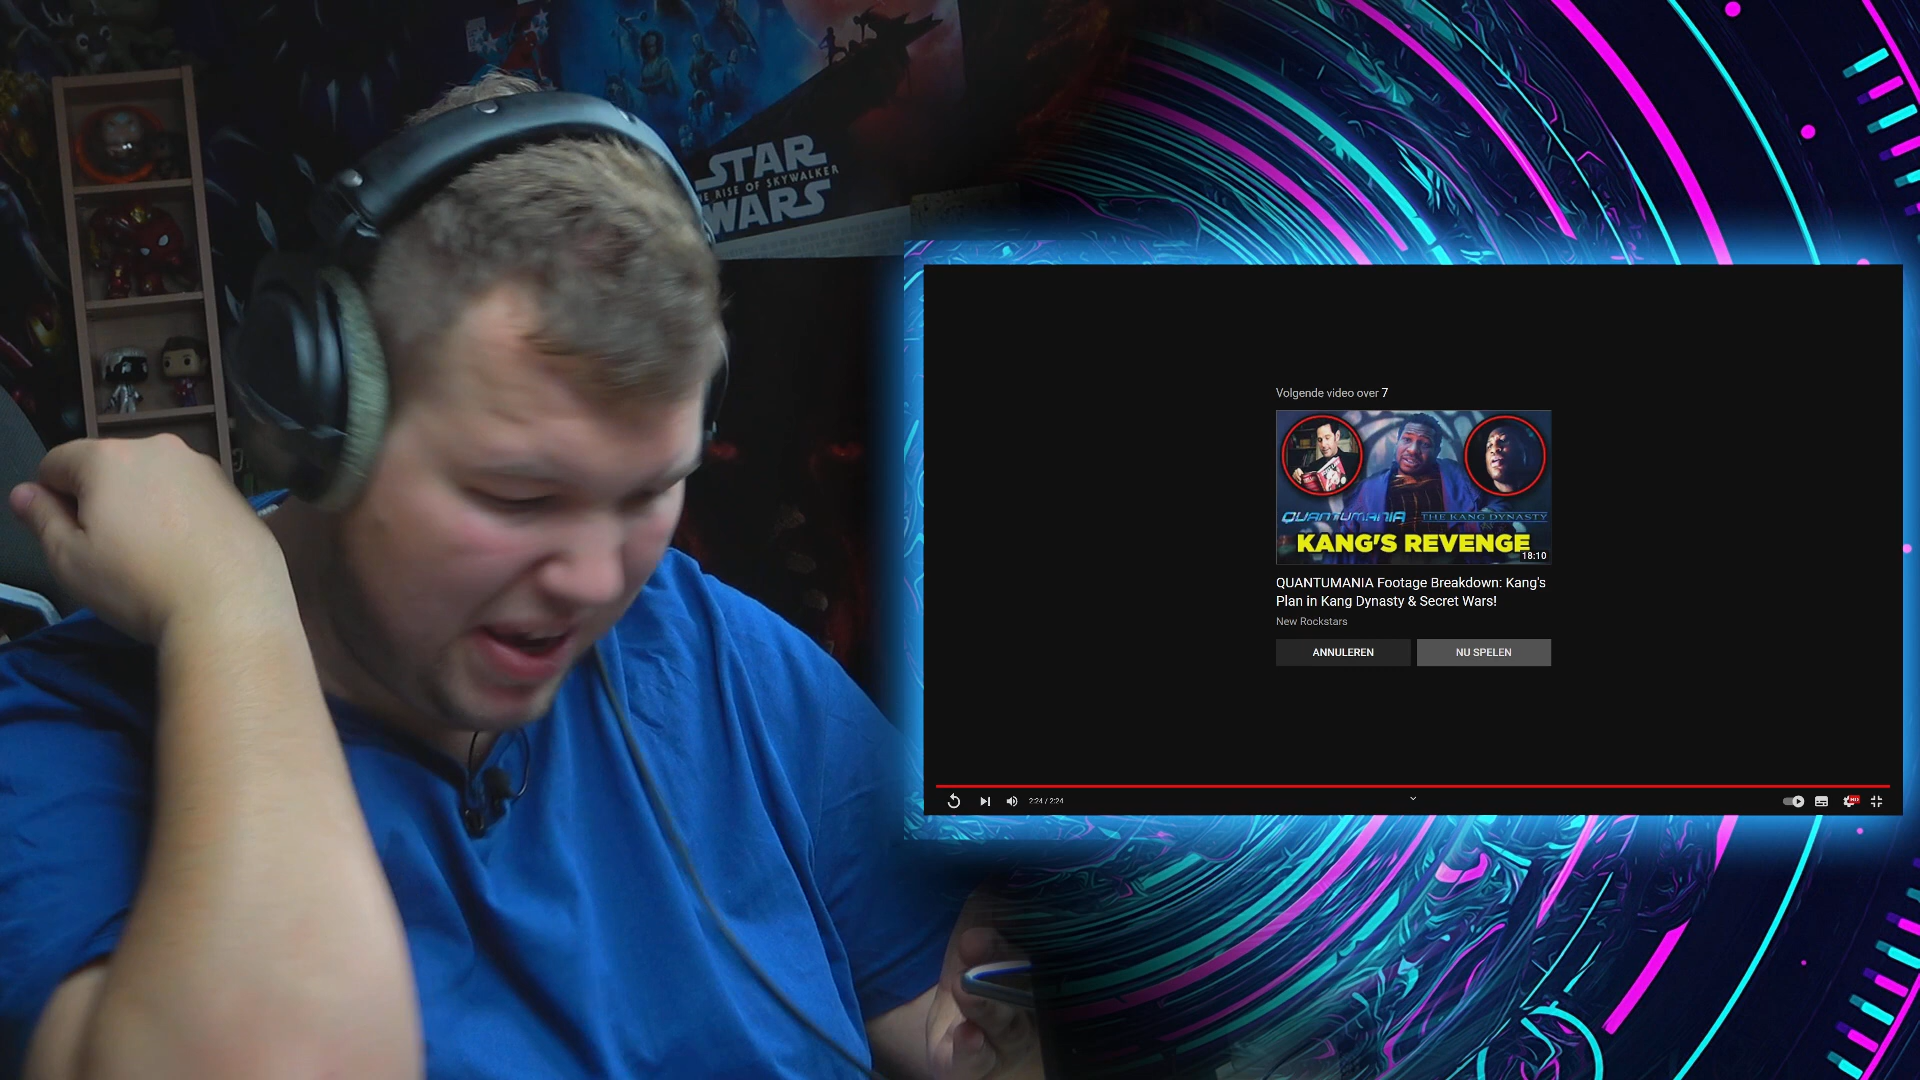 STAR
THE RISE OF SKYWALKER
WARS
Volgende video over 7
QUANTUMANIA THE KANG DYNASTY
KANG'S REVENGE
18:10
QUANTUMANIA Footage Breakdown: Kang's
Plan in Kang Dynasty & Secret Wars!
New Rockstars
ANNULEREN NU SPELEN
2:24 / 2:24